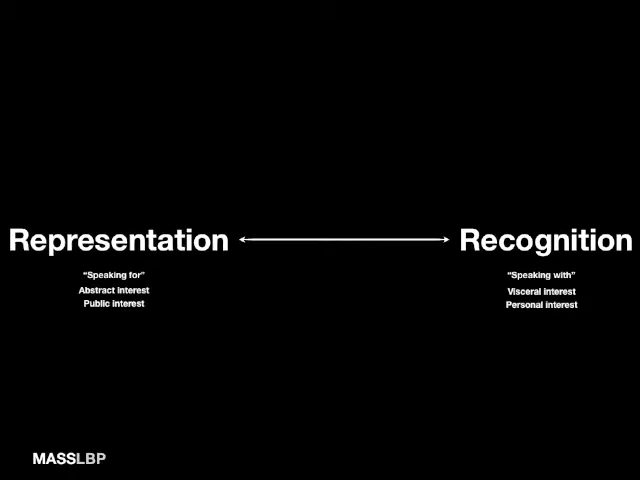 Representation
Recognition
“Speaking for”
Abstract interest
Public interest
“Speaking with”
Visceral interest
Personal interest
MASSLBP